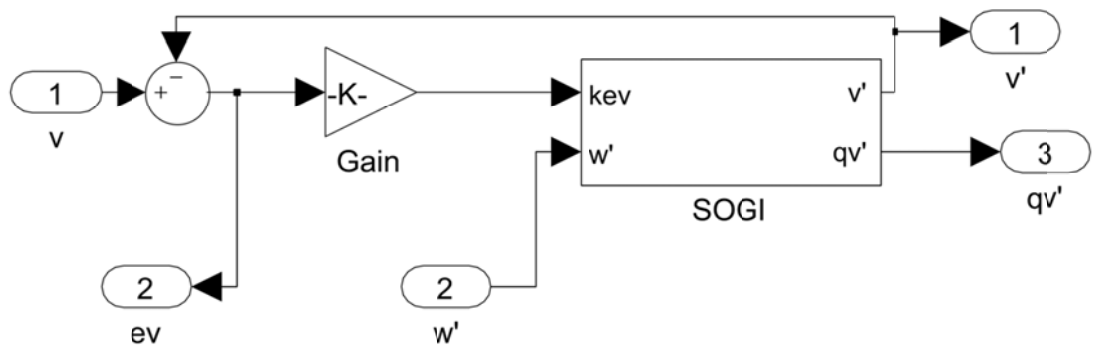 1
v'
1
v
+
−
-K-
Gain
kev
w'
v'
qv'
SOGI
3
qv'
2
ev
2
w'